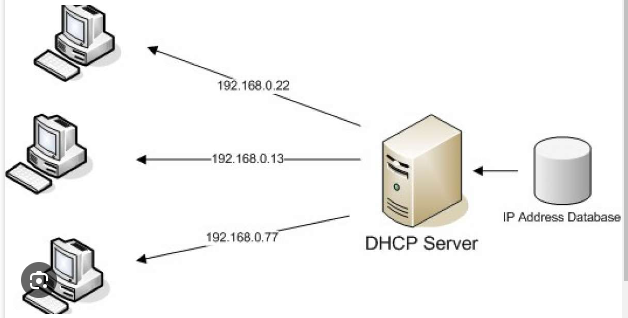 192.168.0.22
192.168.0.13
192.168.0.77
DHCP Server
IP Address Database